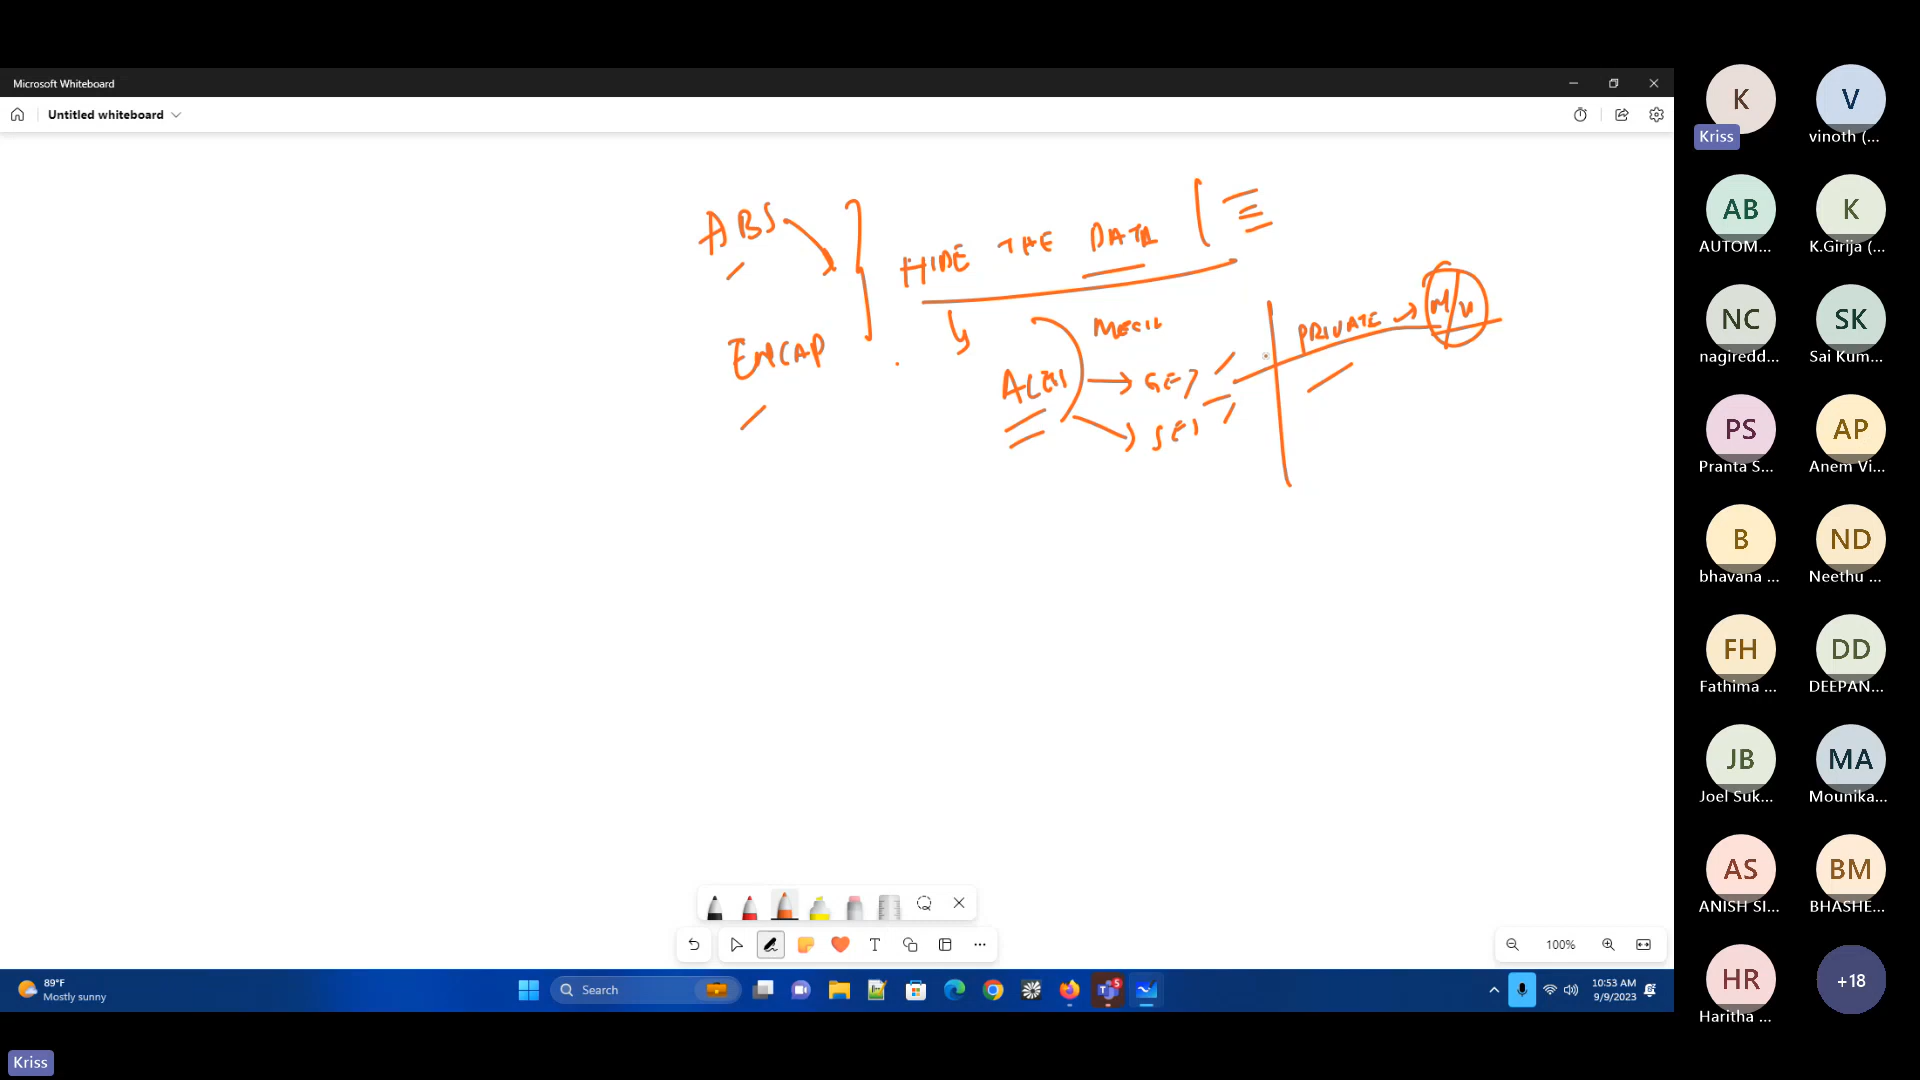 Microsoft Whiteboard
Untitled whiteboard
ABS
HIDE THE DATA
ENCAP
PRIVATE → M/V
GET
SET
100%
89°F
Mostly sunny
Search
5
10:53 AM
9/9/2023
K
Kriss
V
vinoth (...
AB
AUTOM...
K
K.Girija (...
NC
nagiredd...
SK
Sai Kum...
PS
Pranta S...
AP
Anem Vi...
B
bhavana ...
ND
Neethu ...
FH
Fathima ...
DD
DEEPAN...
JB
Joel Suk...
MA
Mounika...
AS
ANISH SI...
BM
BHASHE...
HR
Haritha ...
+18
Kriss